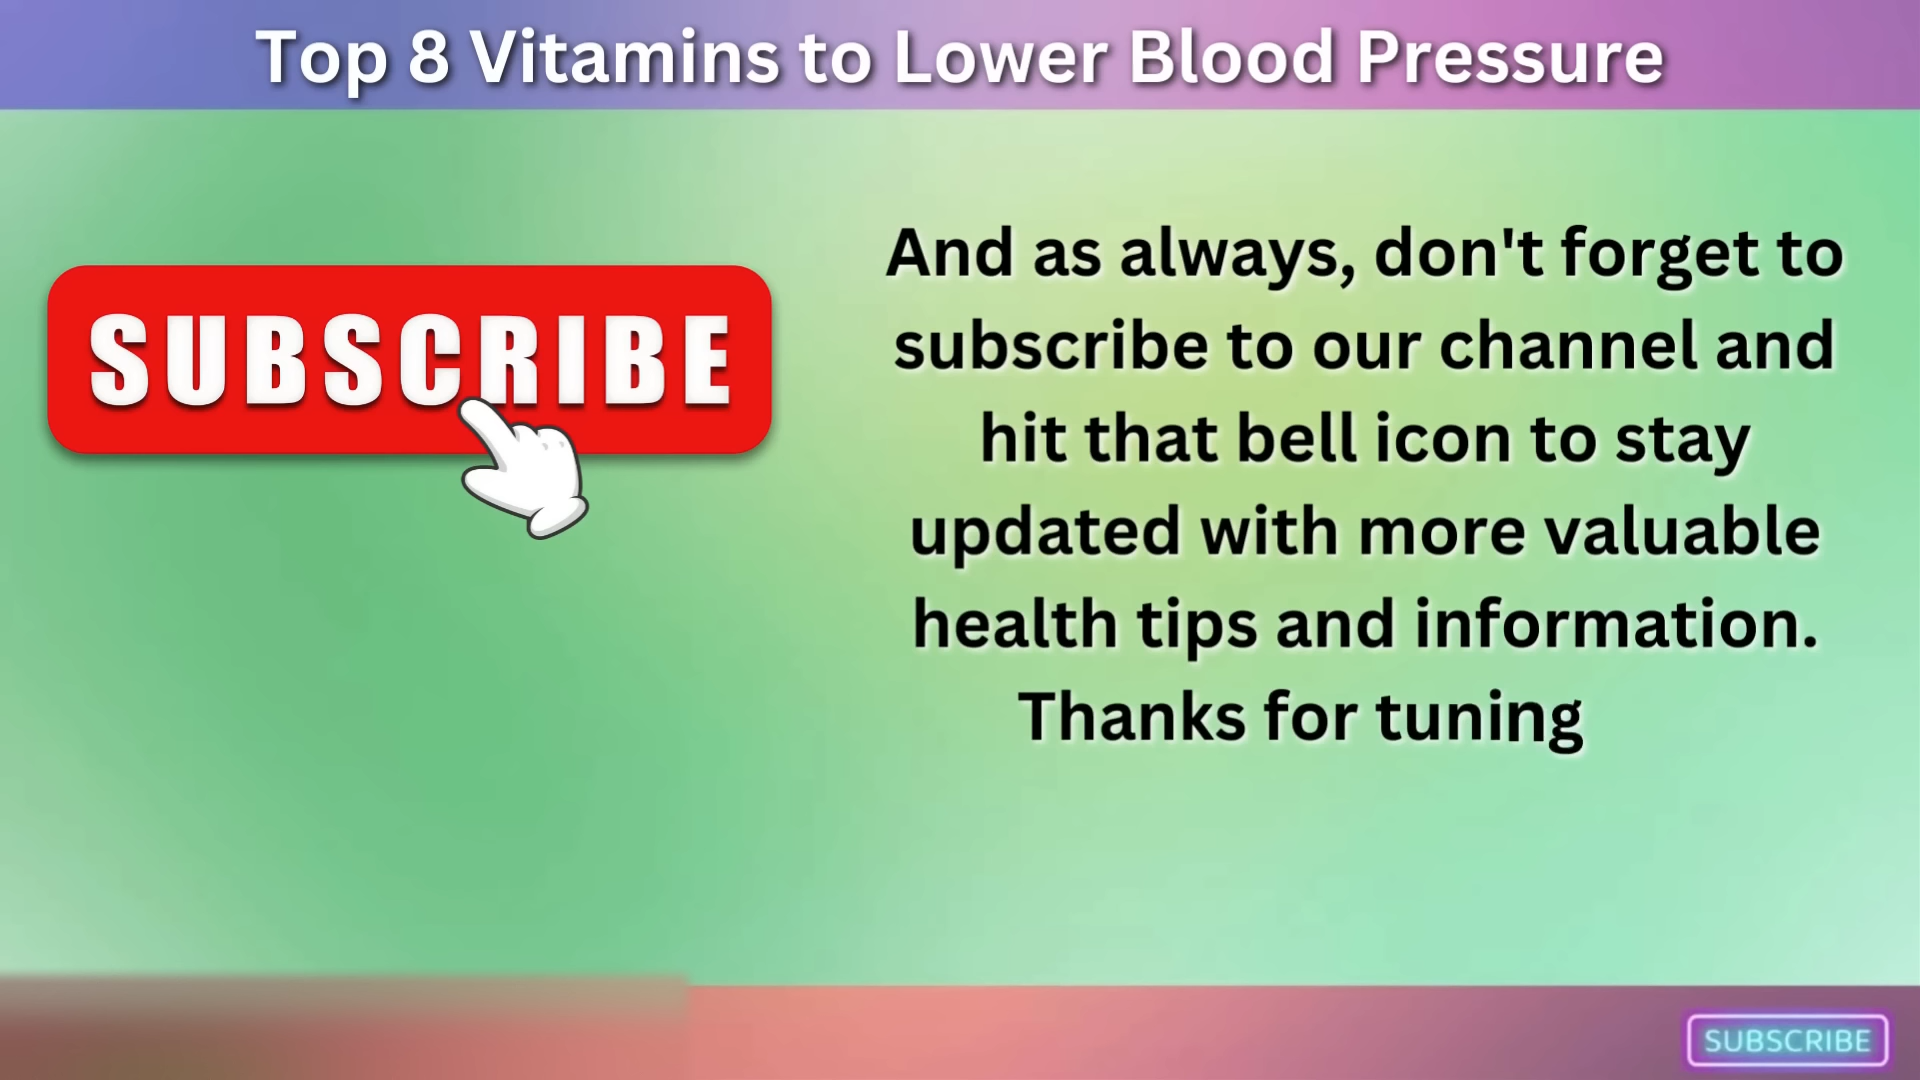 Top 8 Vitamins to Lower Blood Pressure
SUBSCRIBE
And as always, don't forget to
subscribe to our channel and
hit that bell icon to stay
updated with more valuable
health tips and information.
Thanks for tuning
SUBSCRIBE